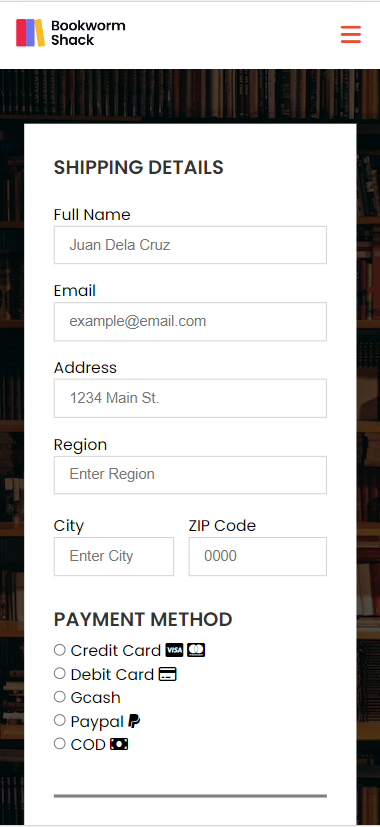 Bookworm
Shack
SHIPPING DETAILS
Full Name
Juan Dela Cruz
Email
example@email.com
Address
1234 Main St.
Region
Enter Region
City ZIP Code
Enter City 0000
PAYMENT METHOD
Credit Card VISA
Debit Card
Gcash
Paypal
COD